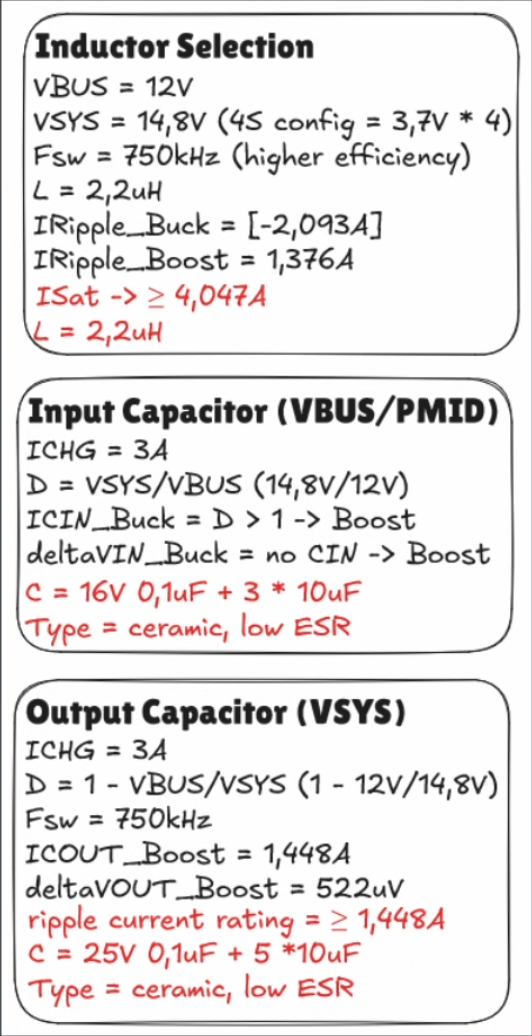 Inductor Selection
VBUS = 12V
VSYS = 14,8V (4S config = 3,7V * 4)
Fsw = 750kHz (higher efficiency)
L = 2,2uH
IRipple_Buck = [-2,093A]
IRipple_Boost = 1,376A
ISat -> ≥ 4,047A
L = 2,2uH
Input Capacitor (VBUS/PMID)
ICHG = 3A
D = VSYS/VBUS (14,8V/12V)
ICIN_Buck = D > 1 -> Boost
deltaVIN_Buck = no CIN -> Boost
C = 16V 0,1uF + 3 * 10uF
Type = ceramic, low ESR
Output Capacitor (VSYS)
ICHG = 3A
D = 1 - VBUS/VSYS (1 - 12V/14,8V)
Fsw = 750kHz
ICOUT_Boost = 1,448A
deltaVOUT_Boost = 522uV
ripple current rating = ≥ 1,448A
C = 25V 0,1uF + 5 *10uF
Type = ceramic, low ESR